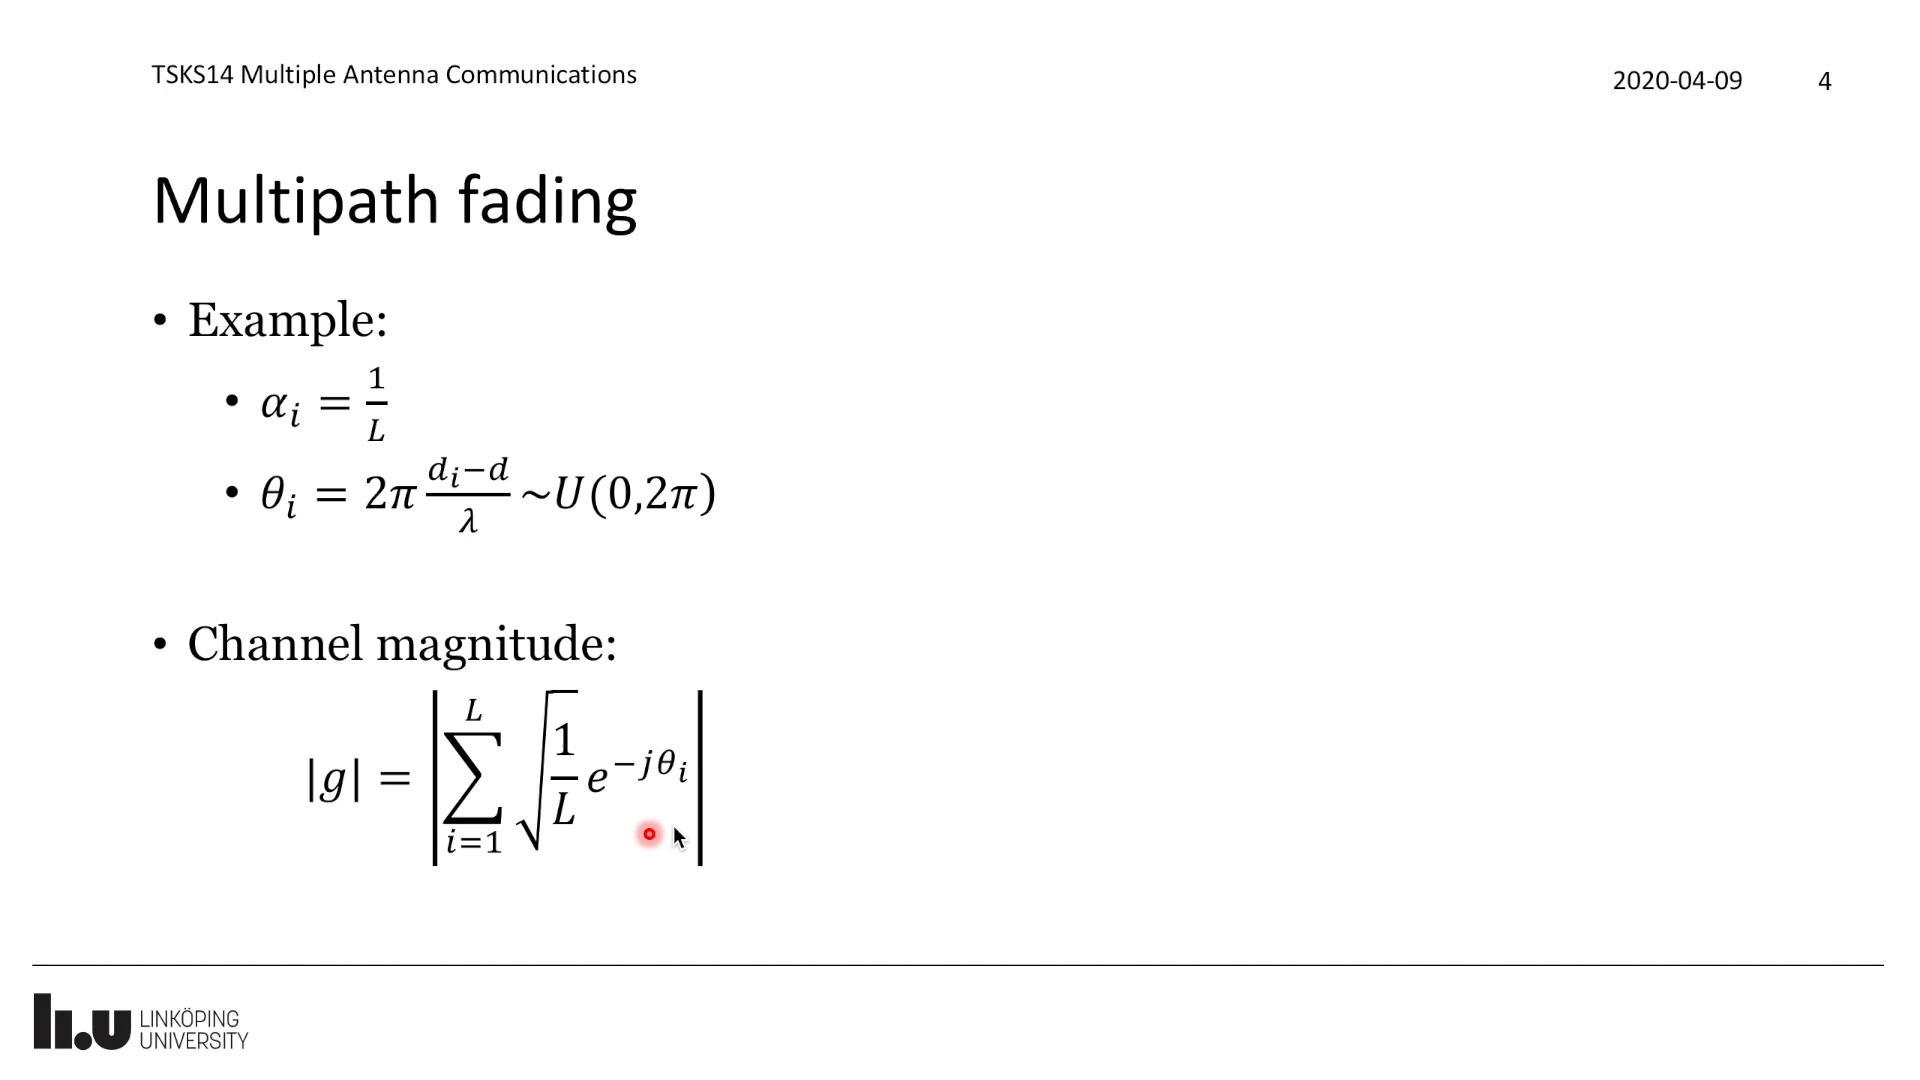 TSKS14 Multiple Antenna Communications
2020-04-09 4
Multipath fading
• Example:
• αᵢ = 1/L
• θᵢ = 2π (dᵢ−d)/λ ~U(0,2π)
• Channel magnitude:
|g| = |∑_{i=1}^{L} √(1/L) e^{−jθᵢ}|
li.u LINKÖPING
UNIVERSITY